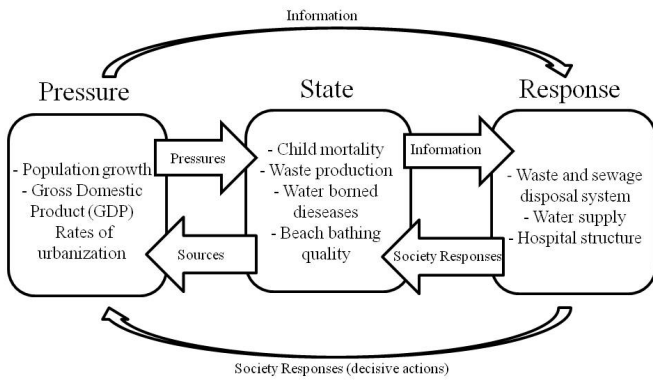 Information
Pressure
State
Response
- Population growth
- Gross Domestic
Product (GDP)
Rates of
urbanization
Pressures
Sources
- Child mortality
- Waste production
- Water borned
dieseases
- Beach bathing
quality
Information
Society Responses
- Waste and sewage
disposal system
- Water supply
- Hospital structure
Society Responses (decisive actions)